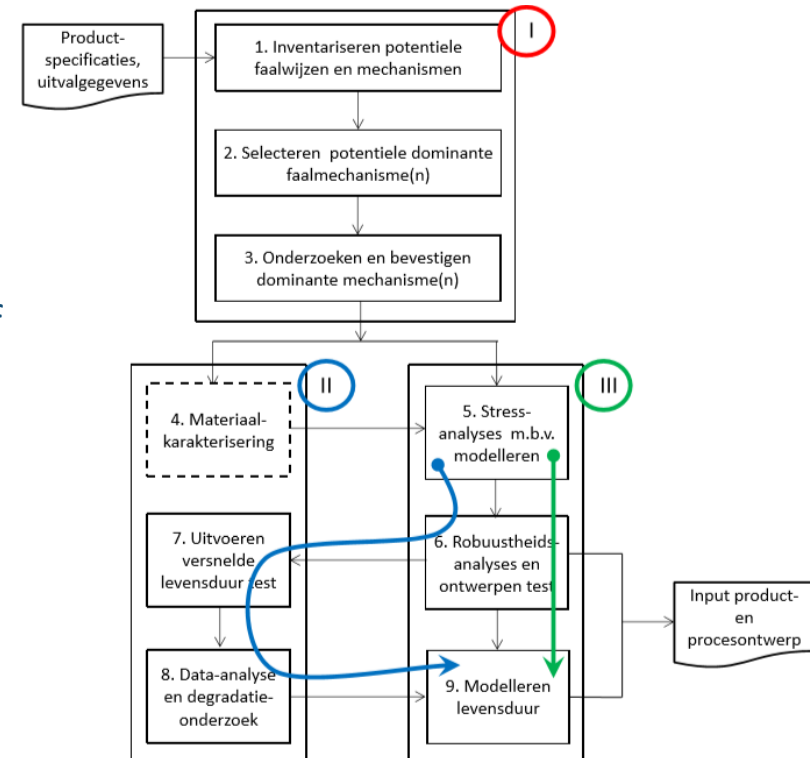 Product-
specificaties,
uitvalgegevens
1. Inventariseren potentiele
faalwijzen en mechanismen
I
2. Selecteren potentiele dominante
faalmechanisme(n)
3. Onderzoeken en bevestigen
dominante mechanisme(n)
II
III
4. Materiaal-
karakterisering
5. Stress-
analyses m.b.v.
modelleren
7. Uitvoeren
versnelde
levensduur test
6. Robuustheids-
analyses en
ontwerpen test
Input product-
en
procesontwerp
8. Data-analyse
en degradatie-
onderzoek
9. Modelleren
levensduur